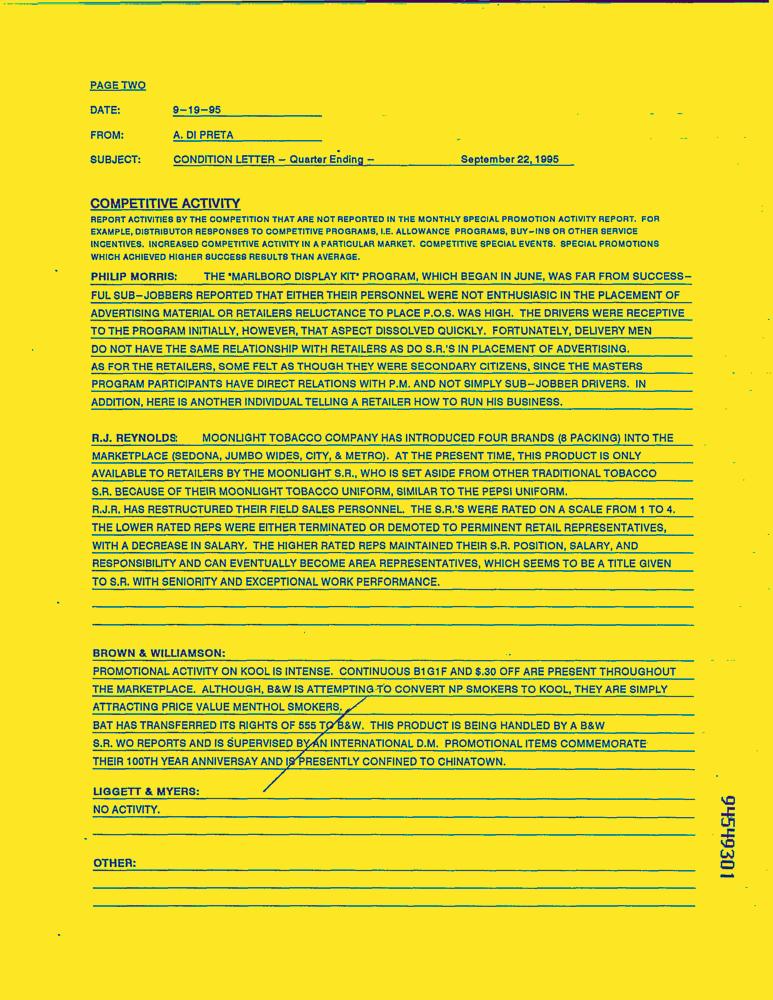 PAGE TWO
DATE: 9-19-95
FROM: A. DI PRETA
SUBJECT: CONDITION LETTER – Quarter Ending – September 22, 1995
COMPETITIVE ACTIVITY
REPORT ACTIVITIES BY THE COMPETITION THAT ARE NOT REPORTED IN THE MONTHLY SPECIAL PROMOTION ACTIVITY REPORT. FOR
EXAMPLE, DISTRIBUTOR RESPONSES TO COMPETITIVE PROGRAMS, I.E. ALLOWANCE PROGRAMS, BUY-INS OR OTHER SERVICE
INCENTIVES. INCREASED COMPETITIVE ACTIVITY IN A PARTICULAR MARKET. COMPETITIVE SPECIAL EVENTS. SPECIAL PROMOTIONS
WHICH ACHIEVED HIGHER SUCCESS RESULTS THAN AVERAGE.
PHILIP MORRIS: THE "MARLBORO DISPLAY KIT" PROGRAM, WHICH BEGAN IN JUNE, WAS FAR FROM SUCCESS-
FUL SUB-JOBBERS REPORTED THAT EITHER THEIR PERSONNEL WERE NOT ENTHUSIASIC IN THE PLACEMENT OF
ADVERTISING MATERIAL OR RETAILERS RELUCTANCE TO PLACE P.O.S. WAS HIGH. THE DRIVERS WERE RECEPTIVE
TO THE PROGRAM INITIALLY, HOWEVER, THAT ASPECT DISSOLVED QUICKLY. FORTUNATELY, DELIVERY MEN
DO NOT HAVE THE SAME RELATIONSHIP WITH RETAILERS AS DO S.R.'S IN PLACEMENT OF ADVERTISING.
AS FOR THE RETAILERS, SOME FELT AS THOUGH THEY WERE SECONDARY CITIZENS, SINCE THE MASTERS
PROGRAM PARTICIPANTS HAVE DIRECT RELATIONS WITH P.M. AND NOT SIMPLY SUB-JOBBER DRIVERS. IN
ADDITION, HERE IS ANOTHER INDIVIDUAL TELLING A RETAILER HOW TO RUN HIS BUSINESS.
R.J. REYNOLDS: MOONLIGHT TOBACCO COMPANY HAS INTRODUCED FOUR BRANDS (8 PACKING) INTO THE
MARKETPLACE (SEDONA, JUMBO WIDES, CITY, & METRO). AT THE PRESENT TIME, THIS PRODUCT IS ONLY
AVAILABLE TO RETAILERS BY THE MOONLIGHT S.R., WHO IS SET ASIDE FROM OTHER TRADITIONAL TOBACCO
S.R. BECAUSE OF THEIR MOONLIGHT TOBACCO UNIFORM, SIMILAR TO THE PEPSI UNIFORM.
R.J.R. HAS RESTRUCTURED THEIR FIELD SALES PERSONNEL. THE S.R.'S WERE RATED ON A SCALE FROM 1 TO 4.
THE LOWER RATED REPS WERE EITHER TERMINATED OR DEMOTED TO PERMINENT RETAIL REPRESENTATIVES,
WITH A DECREASE IN SALARY. THE HIGHER RATED REPS MAINTAINED THEIR S.R. POSITION, SALARY, AND
RESPONSIBILITY AND CAN EVENTUALLY BECOME AREA REPRESENTATIVES, WHICH SEEMS TO BE A TITLE GIVEN
TO S.R. WITH SENIORITY AND EXCEPTIONAL WORK PERFORMANCE.
BROWN & WILLIAMSON:
PROMOTIONAL ACTIVITY ON KOOL IS INTENSE. CONTINUOUS B1G1F AND $.30 OFF ARE PRESENT THROUGHOUT
THE MARKETPLACE. ALTHOUGH, B&W IS ATTEMPTING TO CONVERT NP SMOKERS TO KOOL, THEY ARE SIMPLY
ATTRACTING PRICE VALUE MENTHOL SMOKERS.
BAT HAS TRANSFERRED ITS RIGHTS OF 555 TO B&W. THIS PRODUCT IS BEING HANDLED BY A B&W
S.R. WO REPORTS AND IS SUPERVISED BY AN INTERNATIONAL D.M. PROMOTIONAL ITEMS COMMEMORATE
THEIR 100TH YEAR ANNIVERSAY AND IS PRESENTLY CONFINED TO CHINATOWN.
LIGGETT & MYERS:
NO ACTIVITY.
OTHER:
94549301